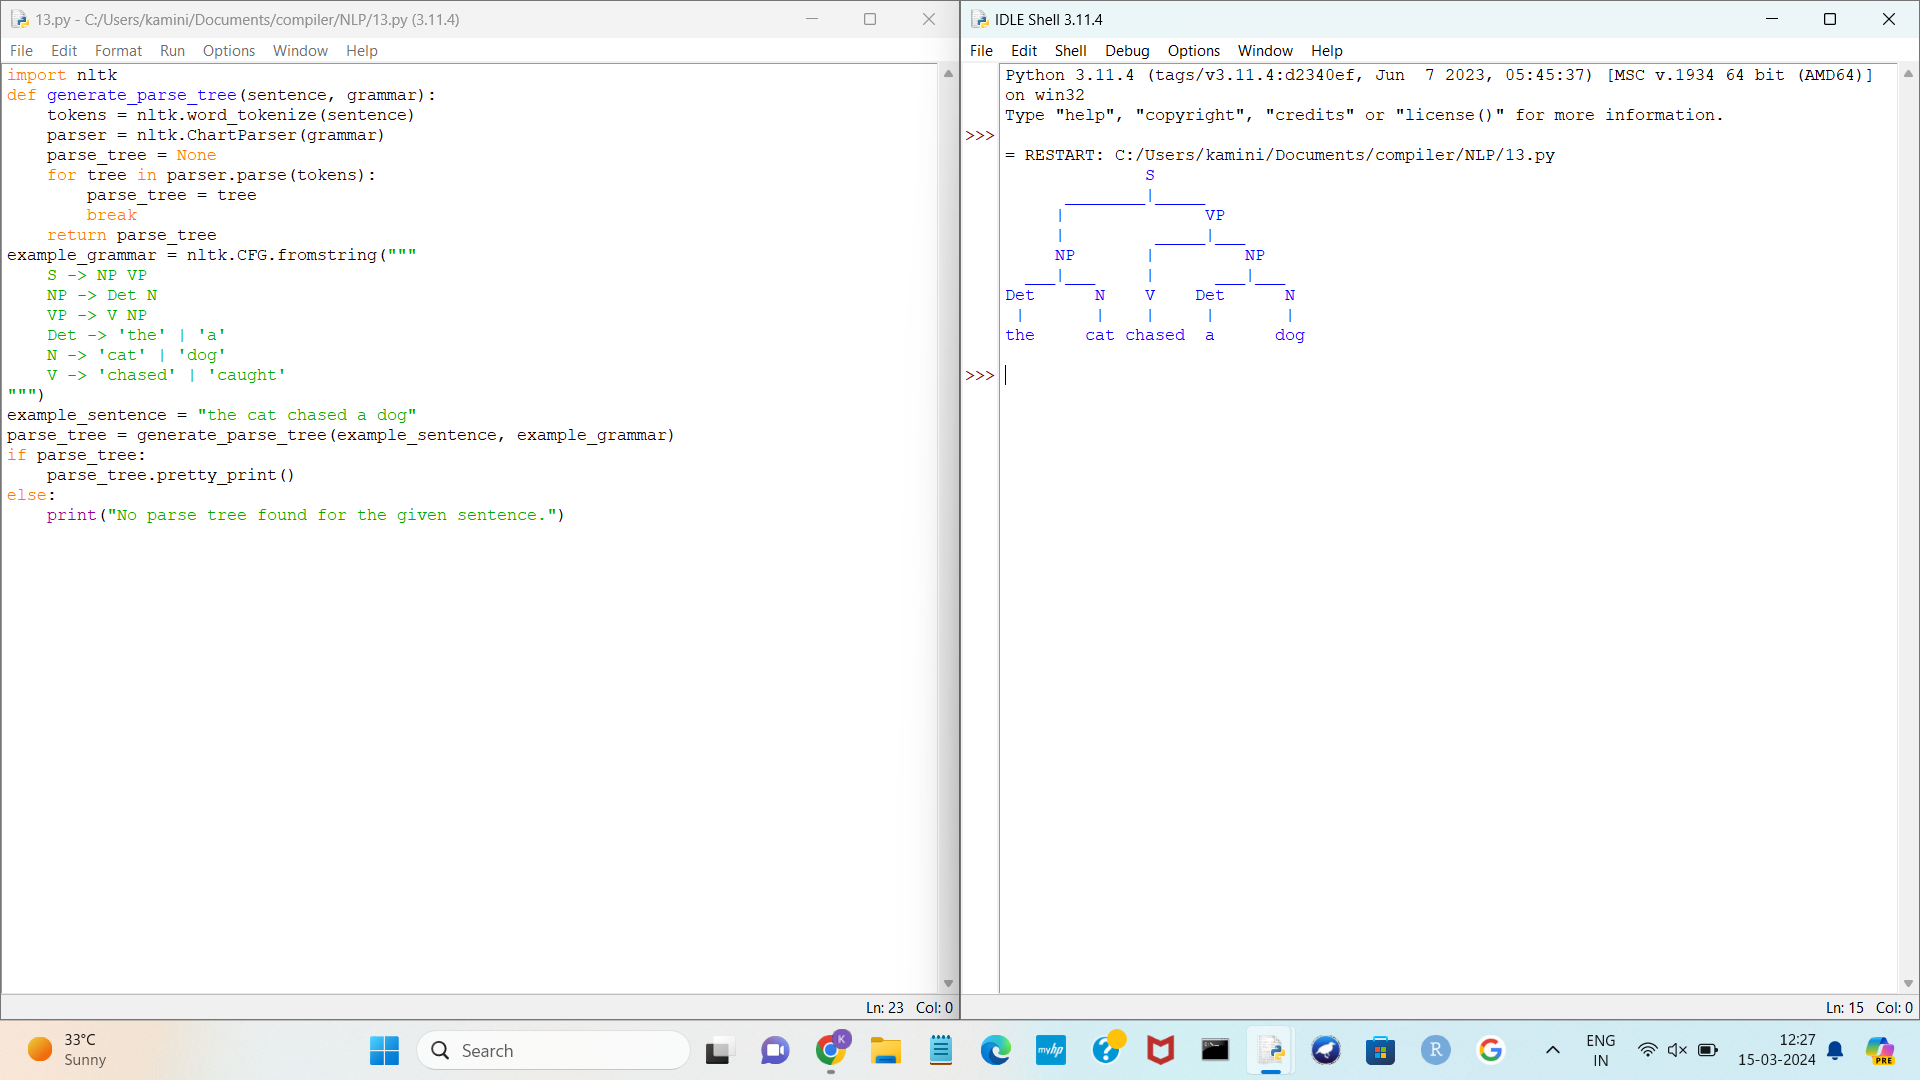 13.py - C:/Users/kamini/Documents/compiler/NLP/13.py (3.11.4)
File Edit Format Run Options Window Help
import nltk
def generate_parse_tree(sentence, grammar):
    tokens = nltk.word_tokenize(sentence)
    parser = nltk.ChartParser(grammar)
    parse_tree = None
    for tree in parser.parse(tokens):
        parse_tree = tree
        break
    return parse_tree
example_grammar = nltk.CFG.fromstring("""
    S -> NP VP
    NP -> Det N
    VP -> V NP
    Det -> 'the' | 'a'
    N -> 'cat' | 'dog'
    V -> 'chased' | 'caught'
""")
example_sentence = "the cat chased a dog"
parse_tree = generate_parse_tree(example_sentence, example_grammar)
if parse_tree:
    parse_tree.pretty_print()
else:
    print("No parse tree found for the given sentence.")
Ln: 23 Col: 0
IDLE Shell 3.11.4
File Edit Shell Debug Options Window Help
Python 3.11.4 (tags/v3.11.4:d2340ef, Jun  7 2023, 05:45:37) [MSC v.1934 64 bit (AMD64)]
on win32
Type "help", "copyright", "credits" or "license()" for more information.
>>>
= RESTART: C:/Users/kamini/Documents/compiler/NLP/13.py
              S
      ________|_____
     |              VP
     |         _____|___
     NP       |         NP
  ___|___     |      ___|___
Det      N    V    Det      N
 |       |    |     |       |
the     cat chased  a      dog
>>>
Ln: 15 Col: 0
33°C
Sunny
Search
K
myhp
?
R
G
PRE
ENG
IN
12:27
15-03-2024